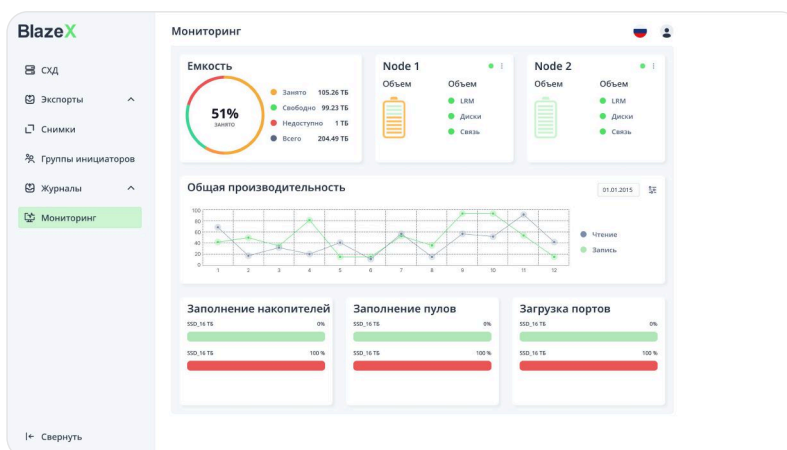 BlazeX
СХД
Экспорты
Снимки
Группы инициаторов
Журналы
Мониторинг
Свернуть
Мониторинг
Емкость
51%
ЗАНЯТО
Занято 105.26 ТБ
Свободно 99.23 ТБ
Недоступно 1 ТБ
Всего 204.49 ТБ
Node 1
Объем Объем
LRM
Диски
Связь
Node 2
Объем Объем
LRM
Диски
Связь
Общая производительность
01.01.2015
100
80
60
40
20
0
1 2 3 4 5 6 7 8 9 10 11 12
Чтение
Запись
Заполнение накопителей
SSD_16 ТБ 0%
SSD_16 ТБ 100 %
Заполнение пулов
SSD_16 ТБ 0%
SSD_16 ТБ 100 %
Загрузка портов
SSD_16 ТБ 0%
SSD_16 ТБ 100 %